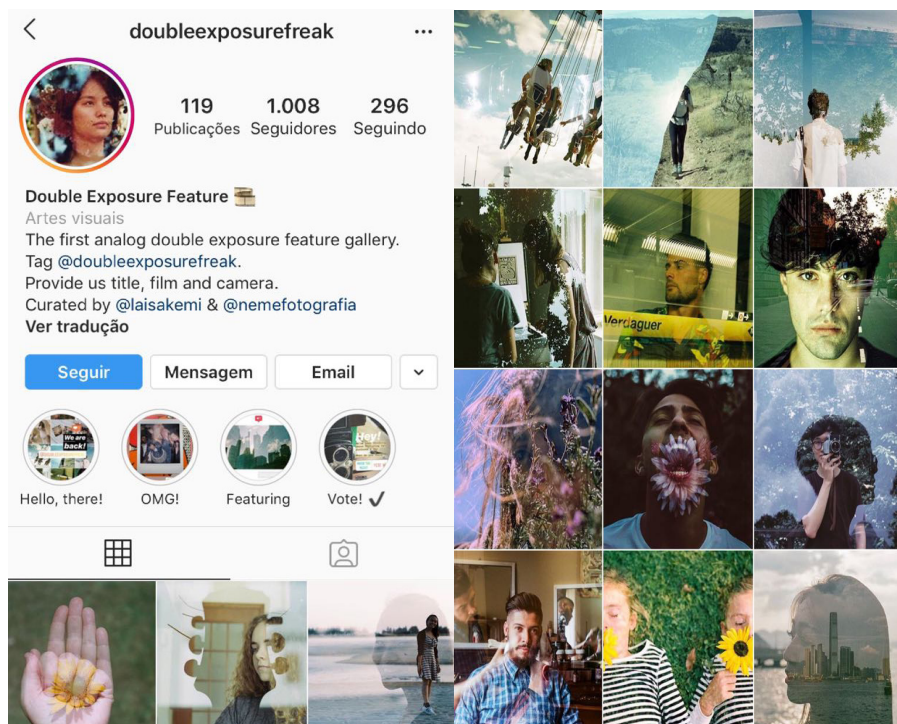 doubleexposurefreak
119
1.008
296
Publicações
Seguidores
Seguindo
Double Exposure Feature
Artes visuais
The first analog double exposure feature gallery.
Tag @doubleexposurefreak.
Provide us title, film and camera.
Curated by @laisakemi & @nemefotografia
Ver tradução
Seguir
Mensagem
Email
We are
back!
Hey!
Hello, there!
OMG!
Featuring
Vote!
Verdaguer